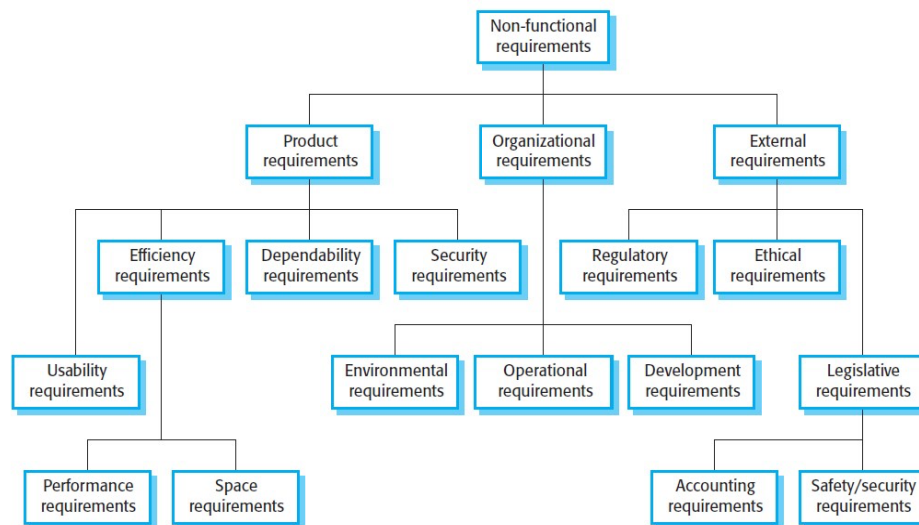 Non-functional
requirements
Product
requirements
Organizational
requirements
External
requirements
Efficiency
requirements
Dependability
requirements
Security
requirements
Regulatory
requirements
Ethical
requirements
Usability
requirements
Environmental
requirements
Operational
requirements
Development
requirements
Legislative
requirements
Performance
requirements
Space
requirements
Accounting
requirements
Safety/security
requirements